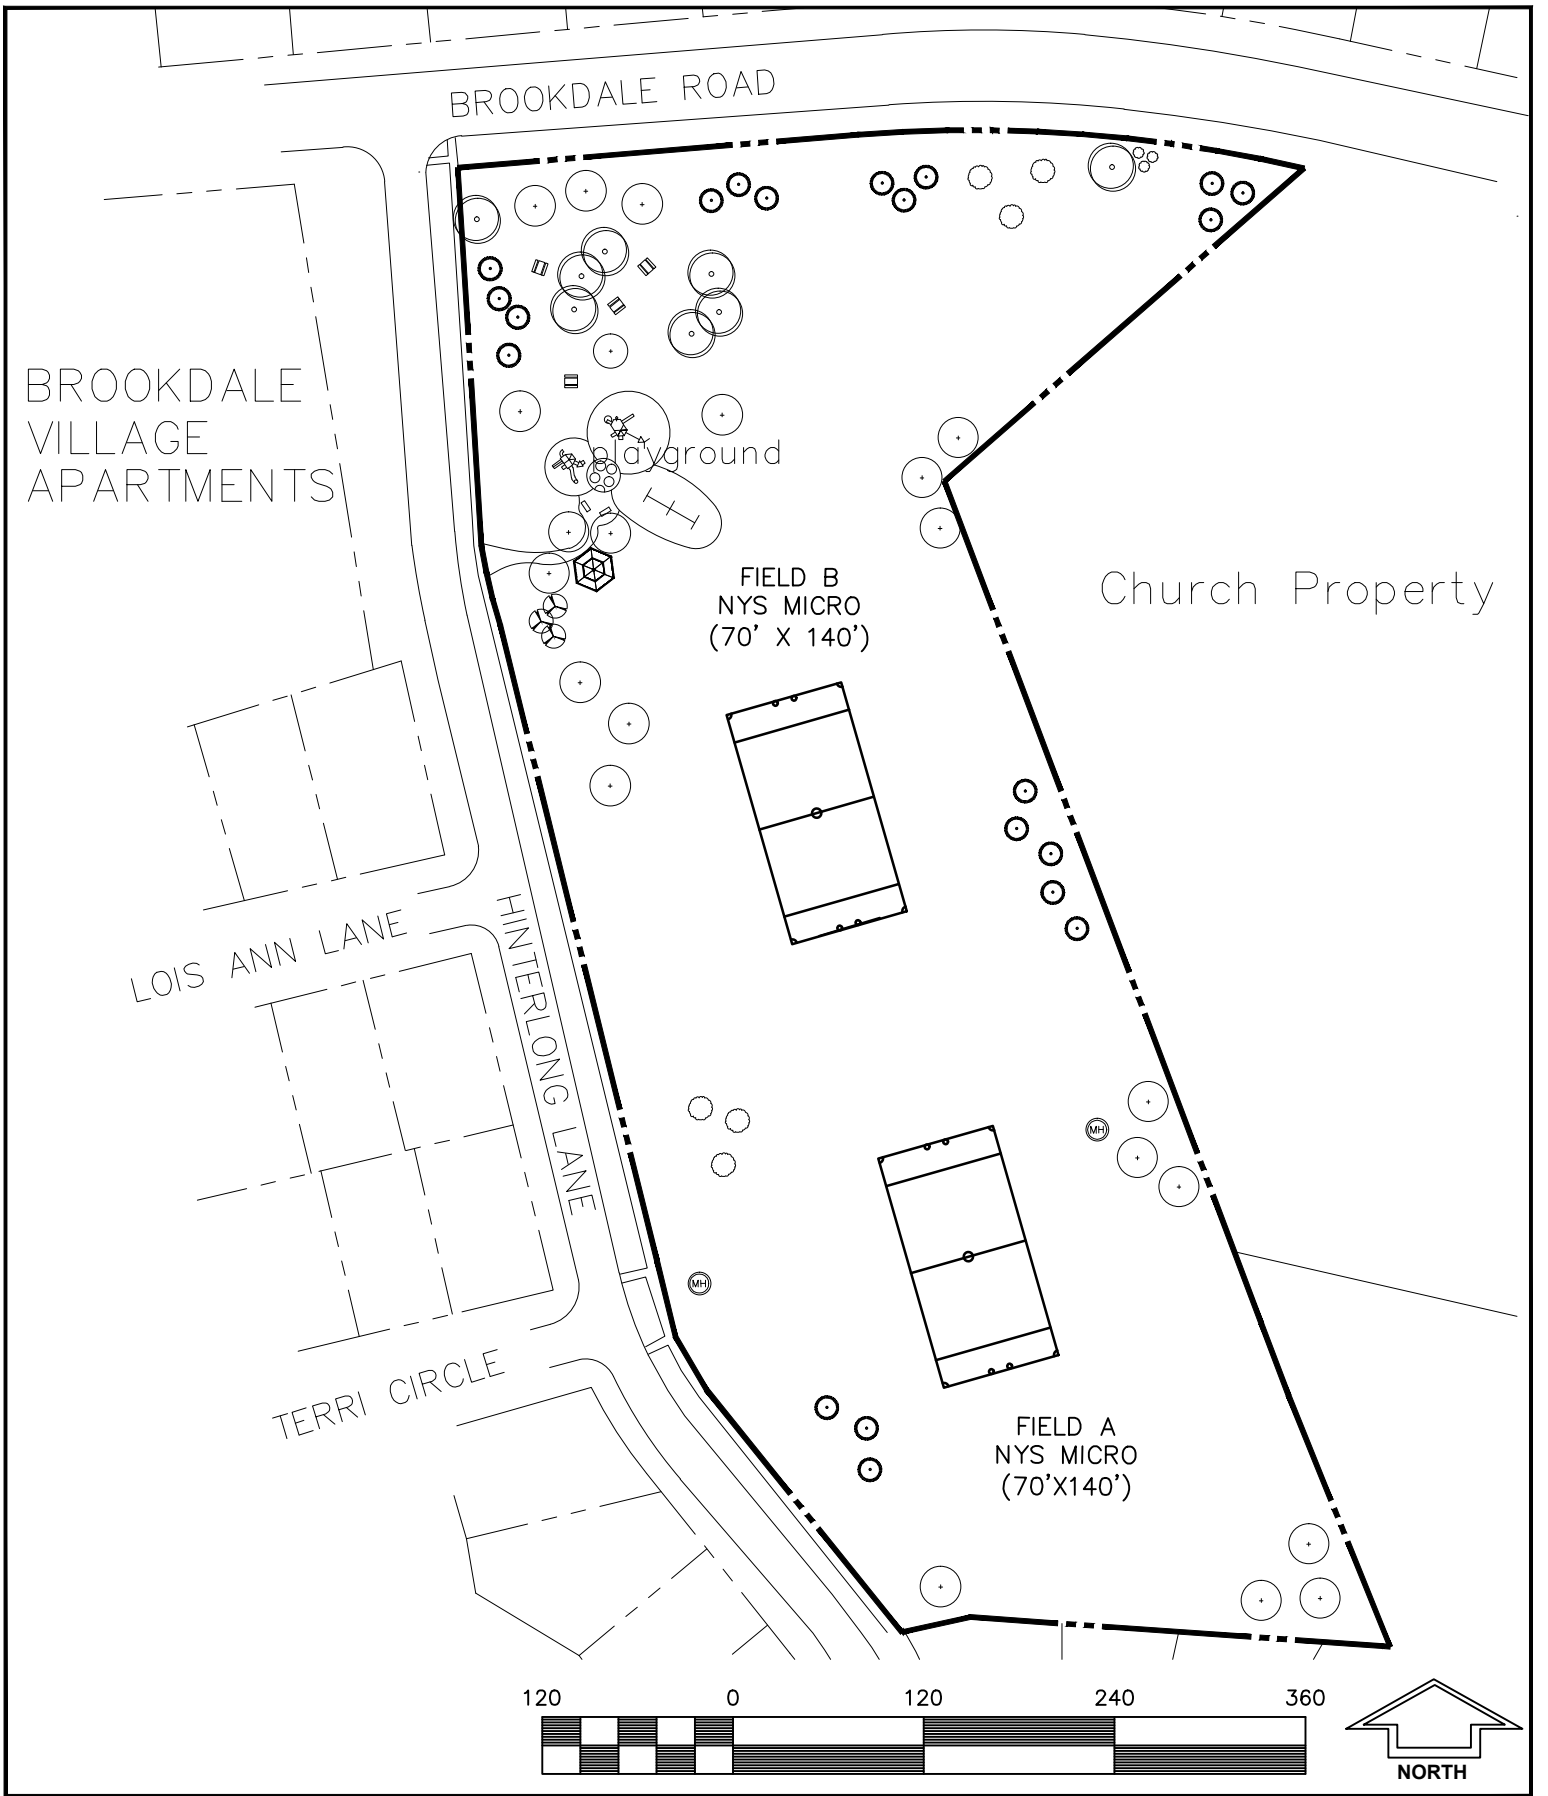 BROOKDALE ROAD
BROOKDALE
VILLAGE
APARTMENTS
playground
FIELD B
NYS MICRO
(70' X 140')
Church Property
LOIS ANN LANE
HINTERLONG LANE
MH
MH
TERRI CIRCLE
FIELD A
NYS MICRO
(70'X140')
120 0 120 240 360
NORTH